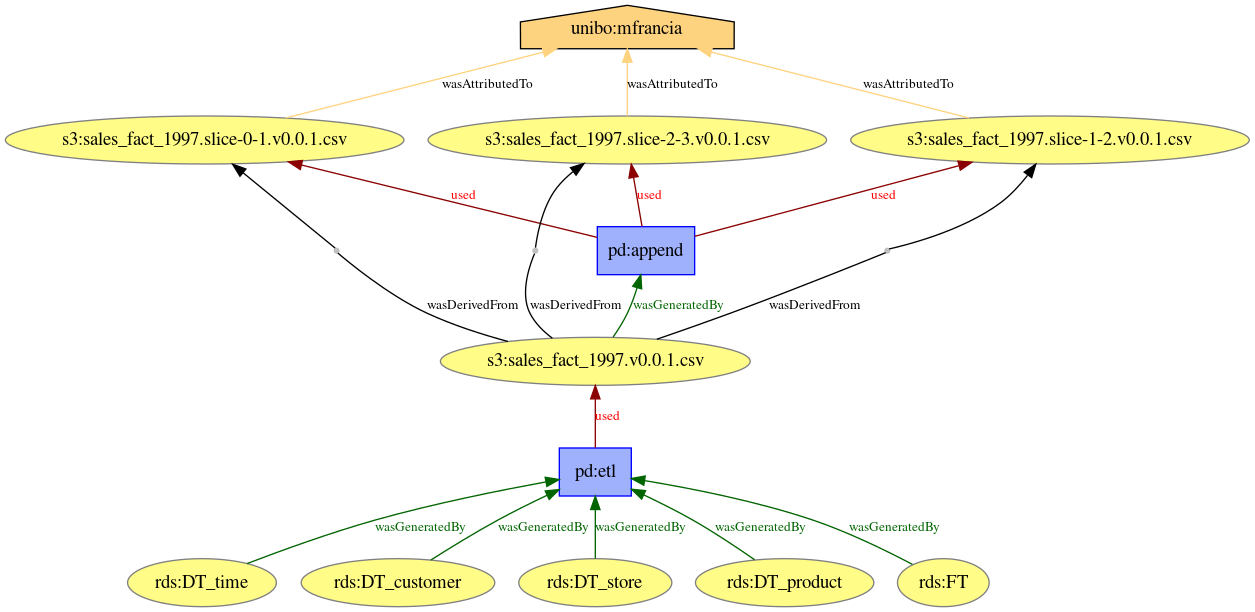 unibo:mfrancia
wasAttributedTo
wasAttributedTo
wasAttributedTo
s3:sales_fact_1997.slice-0-1.v0.0.1.csv
s3:sales_fact_1997.slice-2-3.v0.0.1.csv
s3:sales_fact_1997.slice-1-2.v0.0.1.csv
used
used
used
pd:append
wasDerivedFrom
wasDerivedFrom
wasGeneratedBy
wasDerivedFrom
s3:sales_fact_1997.v0.0.1.csv
used
pd:etl
wasGeneratedBy
wasGeneratedBy
wasGeneratedBy
wasGeneratedBy
wasGeneratedBy
rds:DT_time
rds:DT_customer
rds:DT_store
rds:DT_product
rds:FT